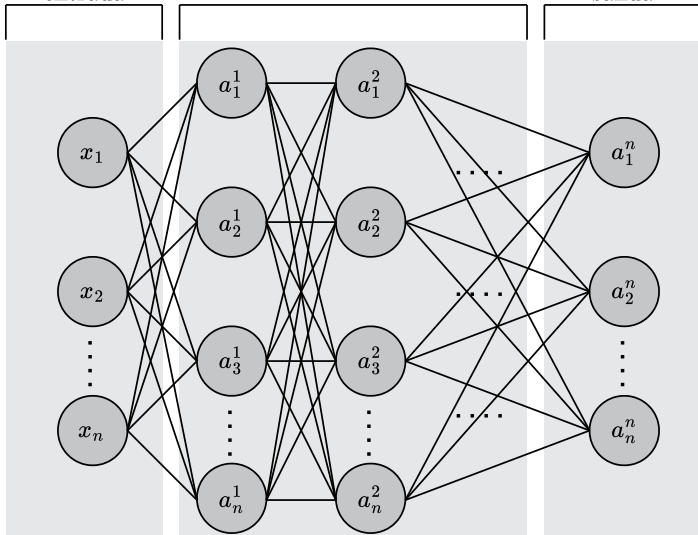 x₁
x₂
xₙ
a₁¹
a₂¹
a₃¹
aₙ¹
a₁²
a₂²
a₃²
aₙ²
a₁ⁿ
a₂ⁿ
aₙⁿ